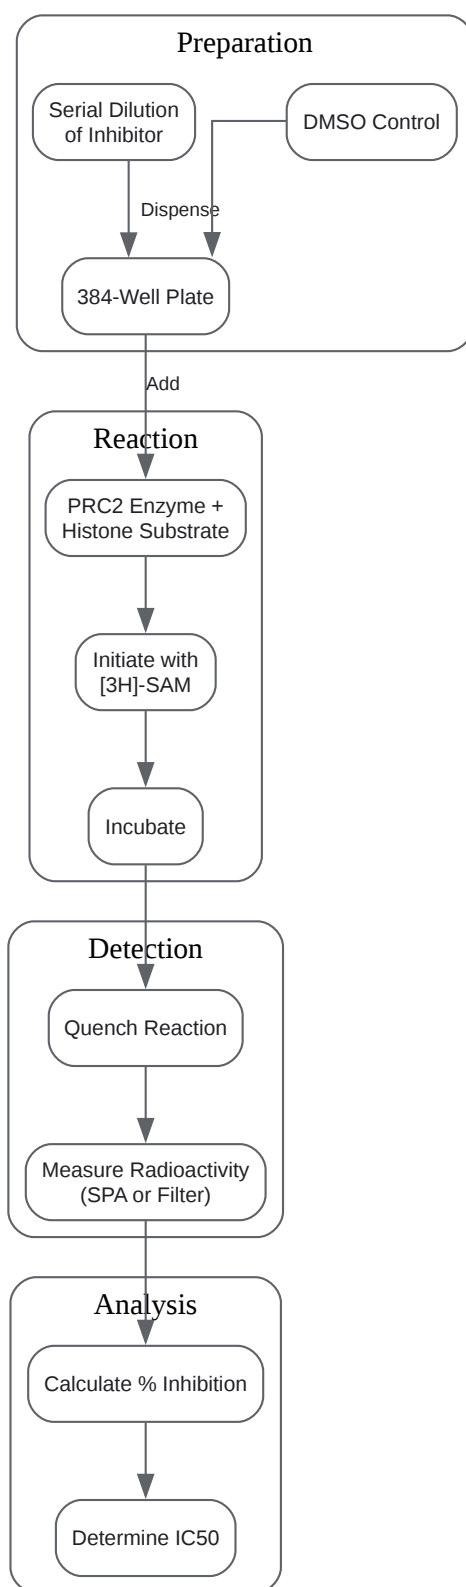 Preparation
Serial Dilution
of Inhibitor
DMSO Control
Dispense
384-Well Plate
Add
Reaction
PRC2 Enzyme +
Histone Substrate
Initiate with
[3H]-SAM
Incubate
Detection
Quench Reaction
Measure Radioactivity
(SPA or Filter)
Analysis
Calculate % Inhibition
Determine IC50